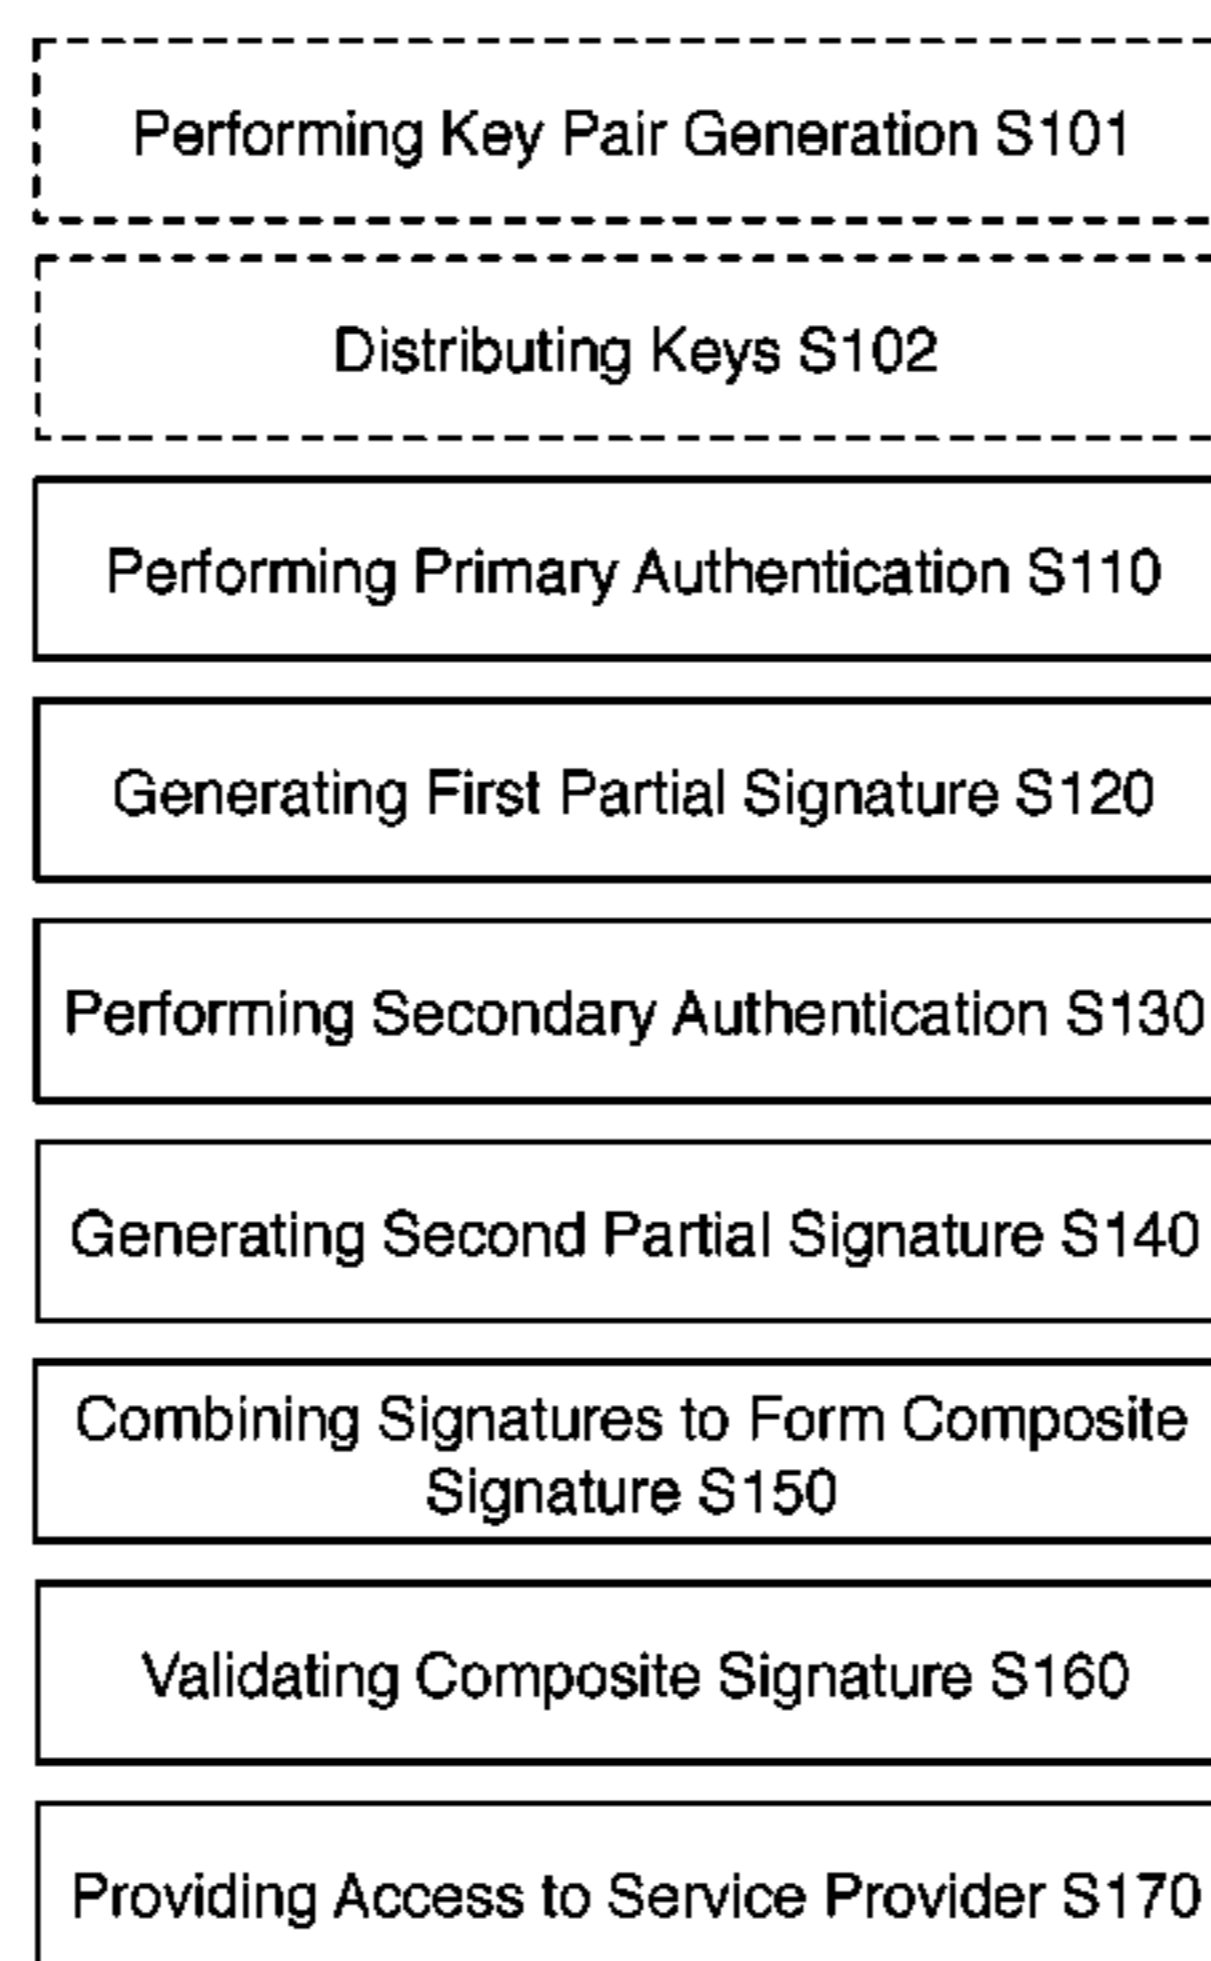 Performing Key Pair Generation S101
Distributing Keys S102
Performing Primary Authentication S110
Generating First Partial Signature S120
Performing Secondary Authentication S130
Generating Second Partial Signature S140
Combining Signatures to Form Composite
Signature S150
Validating Composite Signature S160
Providing Access to Service Provider S170